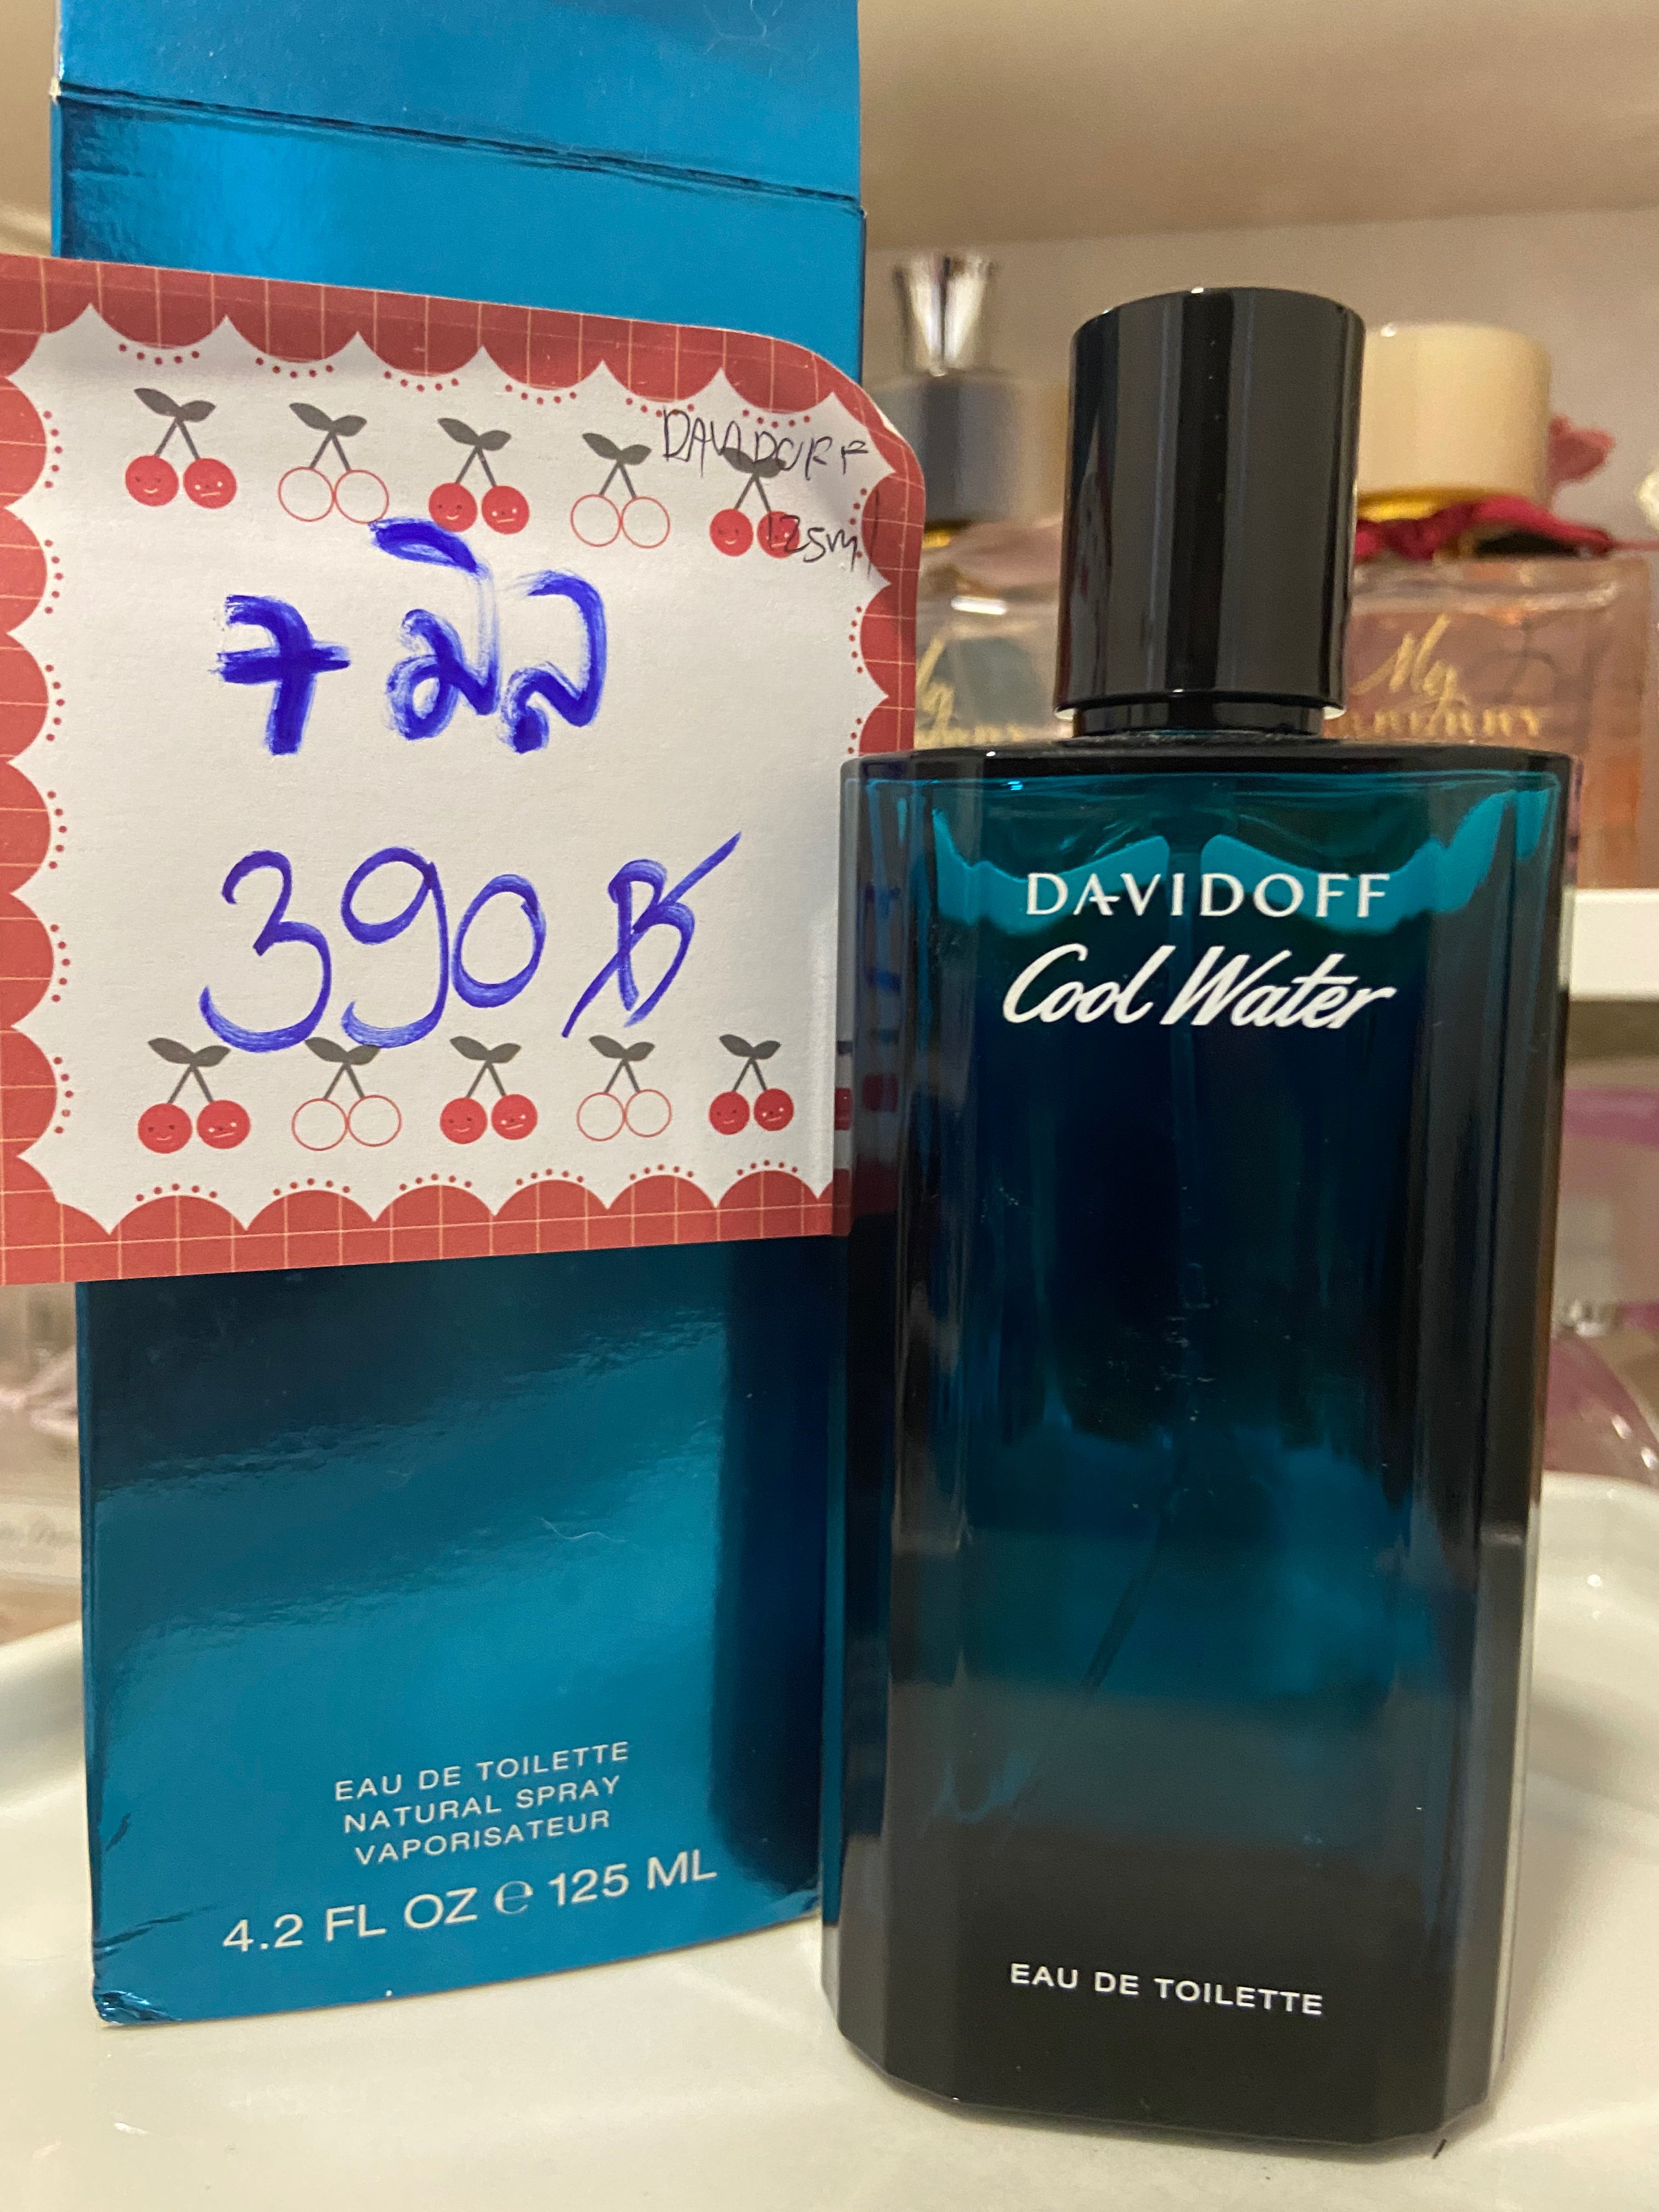 DAVIDOFF
125ml
7 มิล
390 ฿
DAVIDOFF
Cool Water
EAU DE TOILETTE
EAU DE TOILETTE
NATURAL SPRAY
VAPORISATEUR
4.2 FL OZ ℮ 125 ML
My